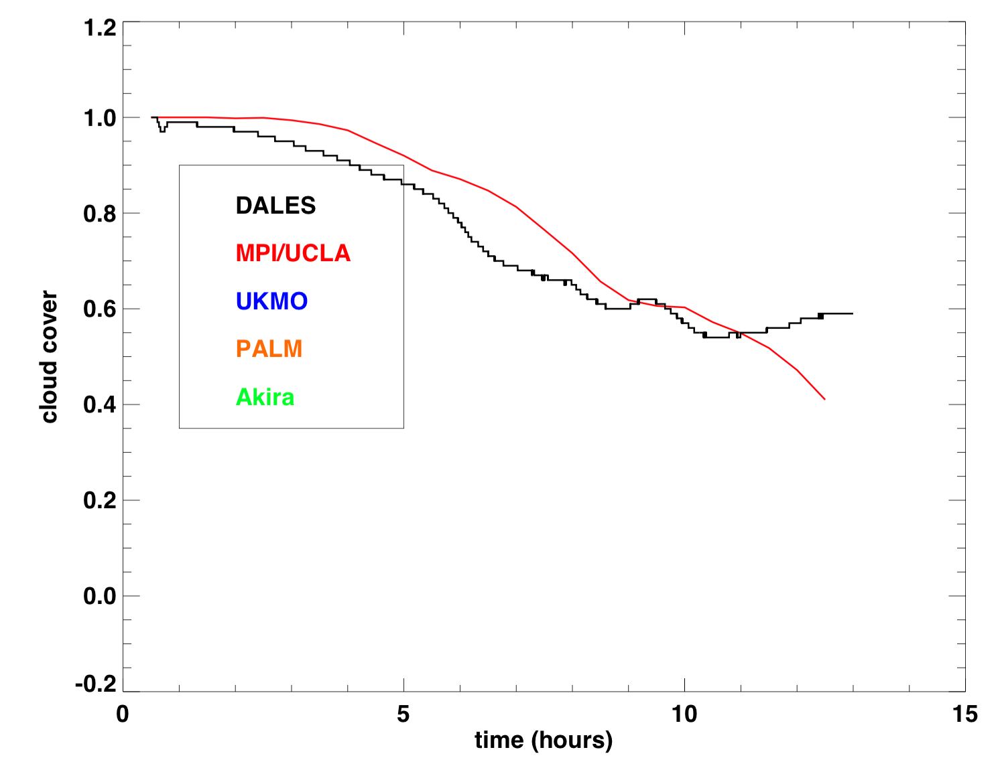 1.2
1.0
0.8
0.6
0.4
0.2
0.0
-0.2
cloud cover
DALES
MPI/UCLA
UKMO
PALM
Akira
0 5 10 15
time (hours)